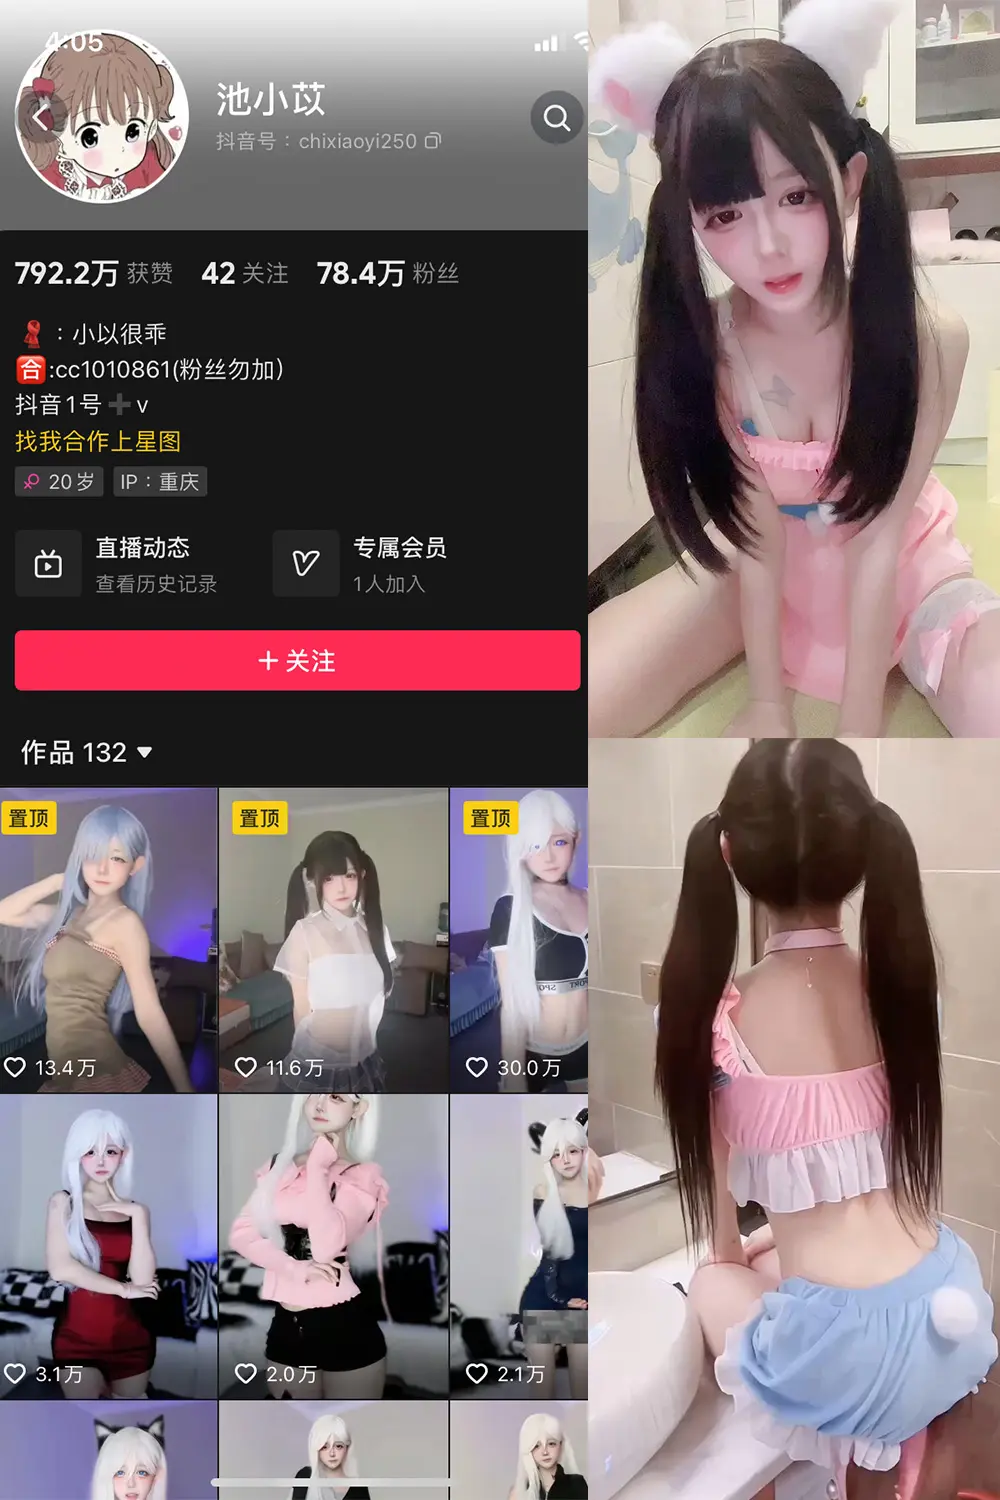 4:05
池小苡
抖音号：chixiaoyi250
792.2万 获赞 42 关注 78.4万 粉丝
：小以很乖
合:cc1010861(粉丝勿加)
抖音1号➕v
找我合作上星图
20岁 IP：重庆
直播动态 专属会员
查看历史记录 1人加入
+ 关注
作品 132
置顶 置顶 置顶
SPORT
13.4万 11.6万 30.0万
3.1万 2.0万 2.1万